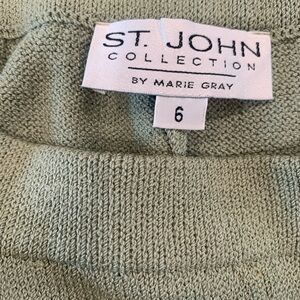 ST. JOHN
COLLECTION
BY MARIE GRAY
6